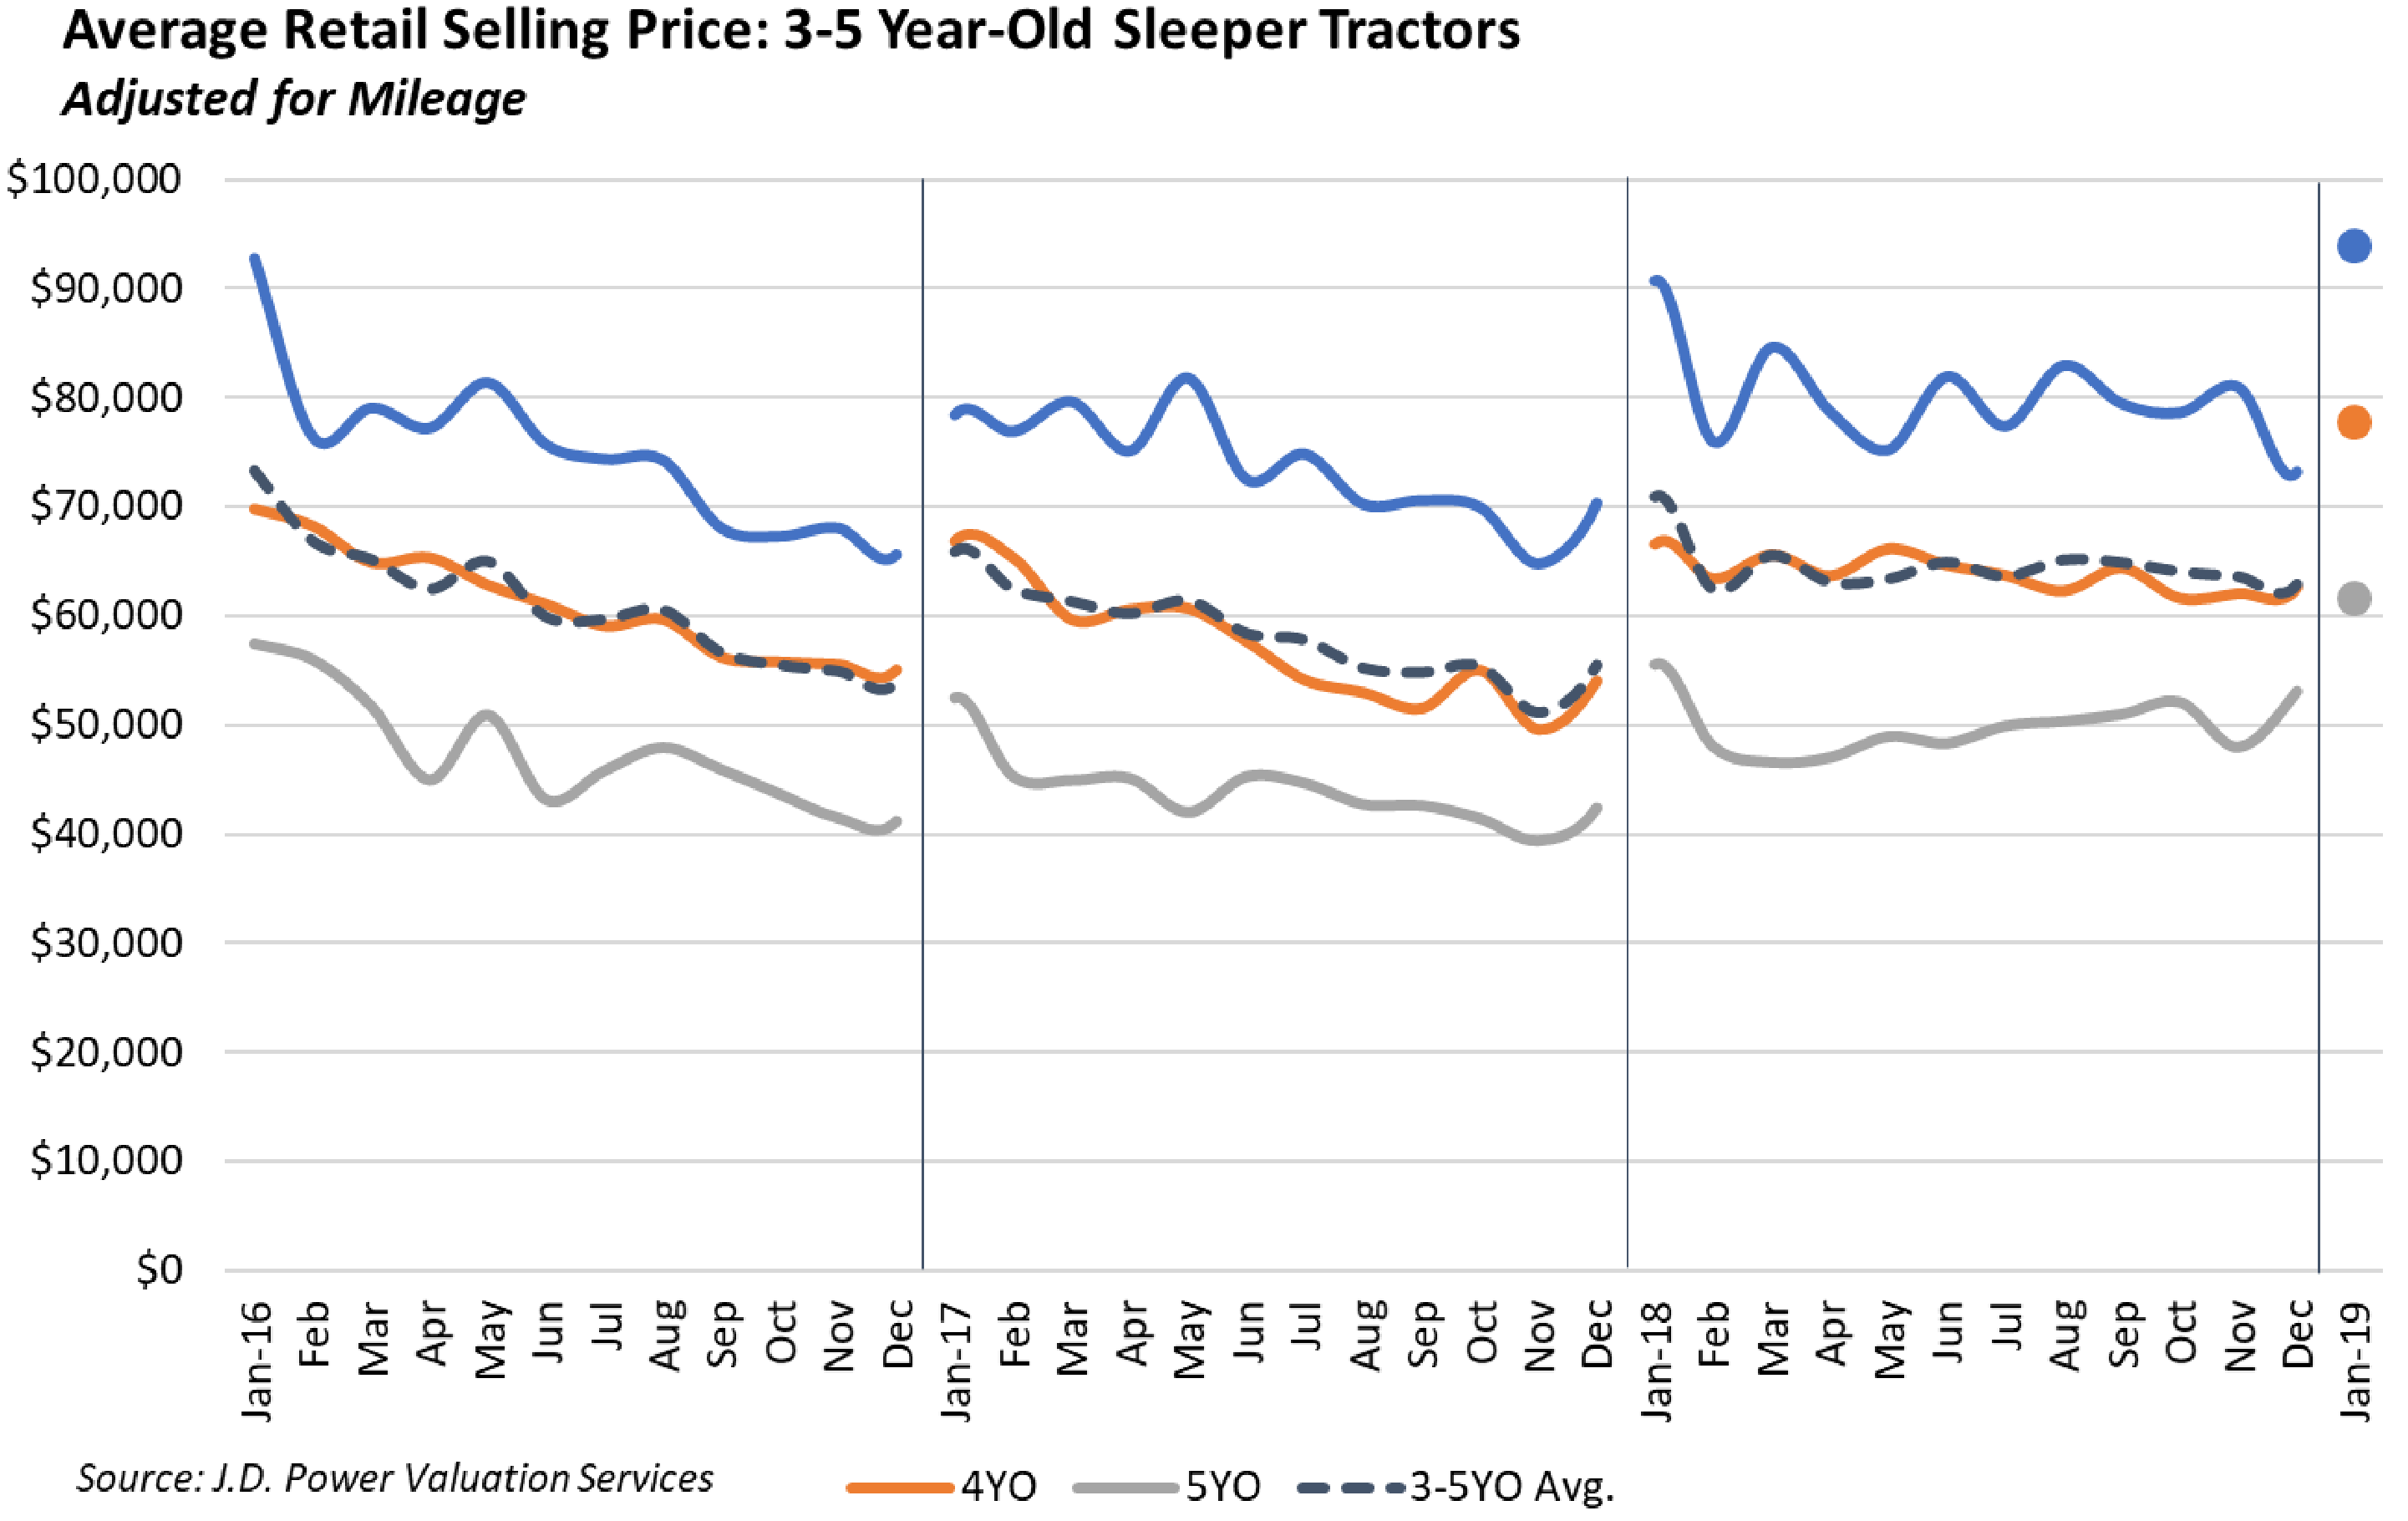 Average Retail Selling Price: 3-5 Year-Old Sleeper Tractors
Adjusted for Mileage
$100,000
$90,000
$80,000
$70,000
$60,000
$50,000
$40,000
$30,000
$20,000
$10,000
$0
Jan-16 Feb Mar Apr May Jun Jul Aug Sep Oct Nov Dec Jan-17 Feb Mar Apr May Jun Jul Aug Sep Oct Nov Dec Jan-18 Feb Mar Apr May Jun Jul Aug Sep Oct Nov Dec Jan-19
Source: J.D. Power Valuation Services 4YO 5YO 3-5YO Avg.